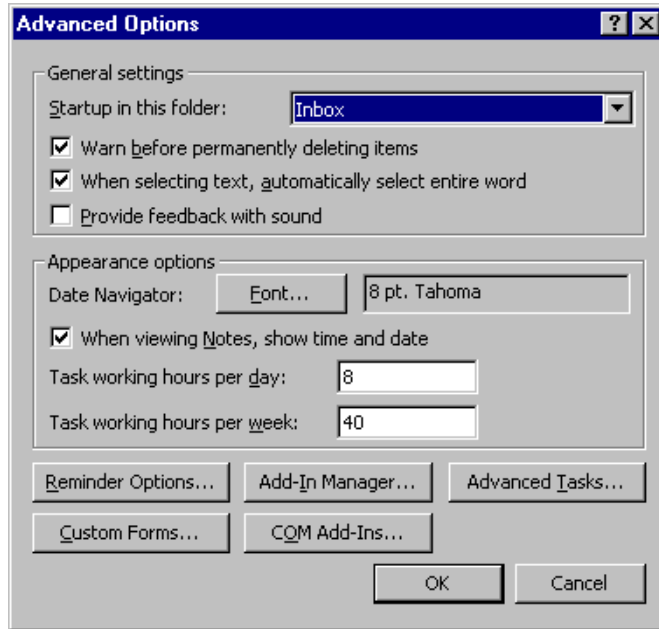 Advanced Options
General settings
Startup in this folder: Inbox
Warn before permanently deleting items
When selecting text, automatically select entire word
Provide feedback with sound
Appearance options
Date Navigator: Font... 8 pt. Tahoma
When viewing Notes, show time and date
Task working hours per day: 8
Task working hours per week: 40
Reminder Options... Add-In Manager... Advanced Tasks...
Custom Forms... COM Add-Ins...
OK Cancel